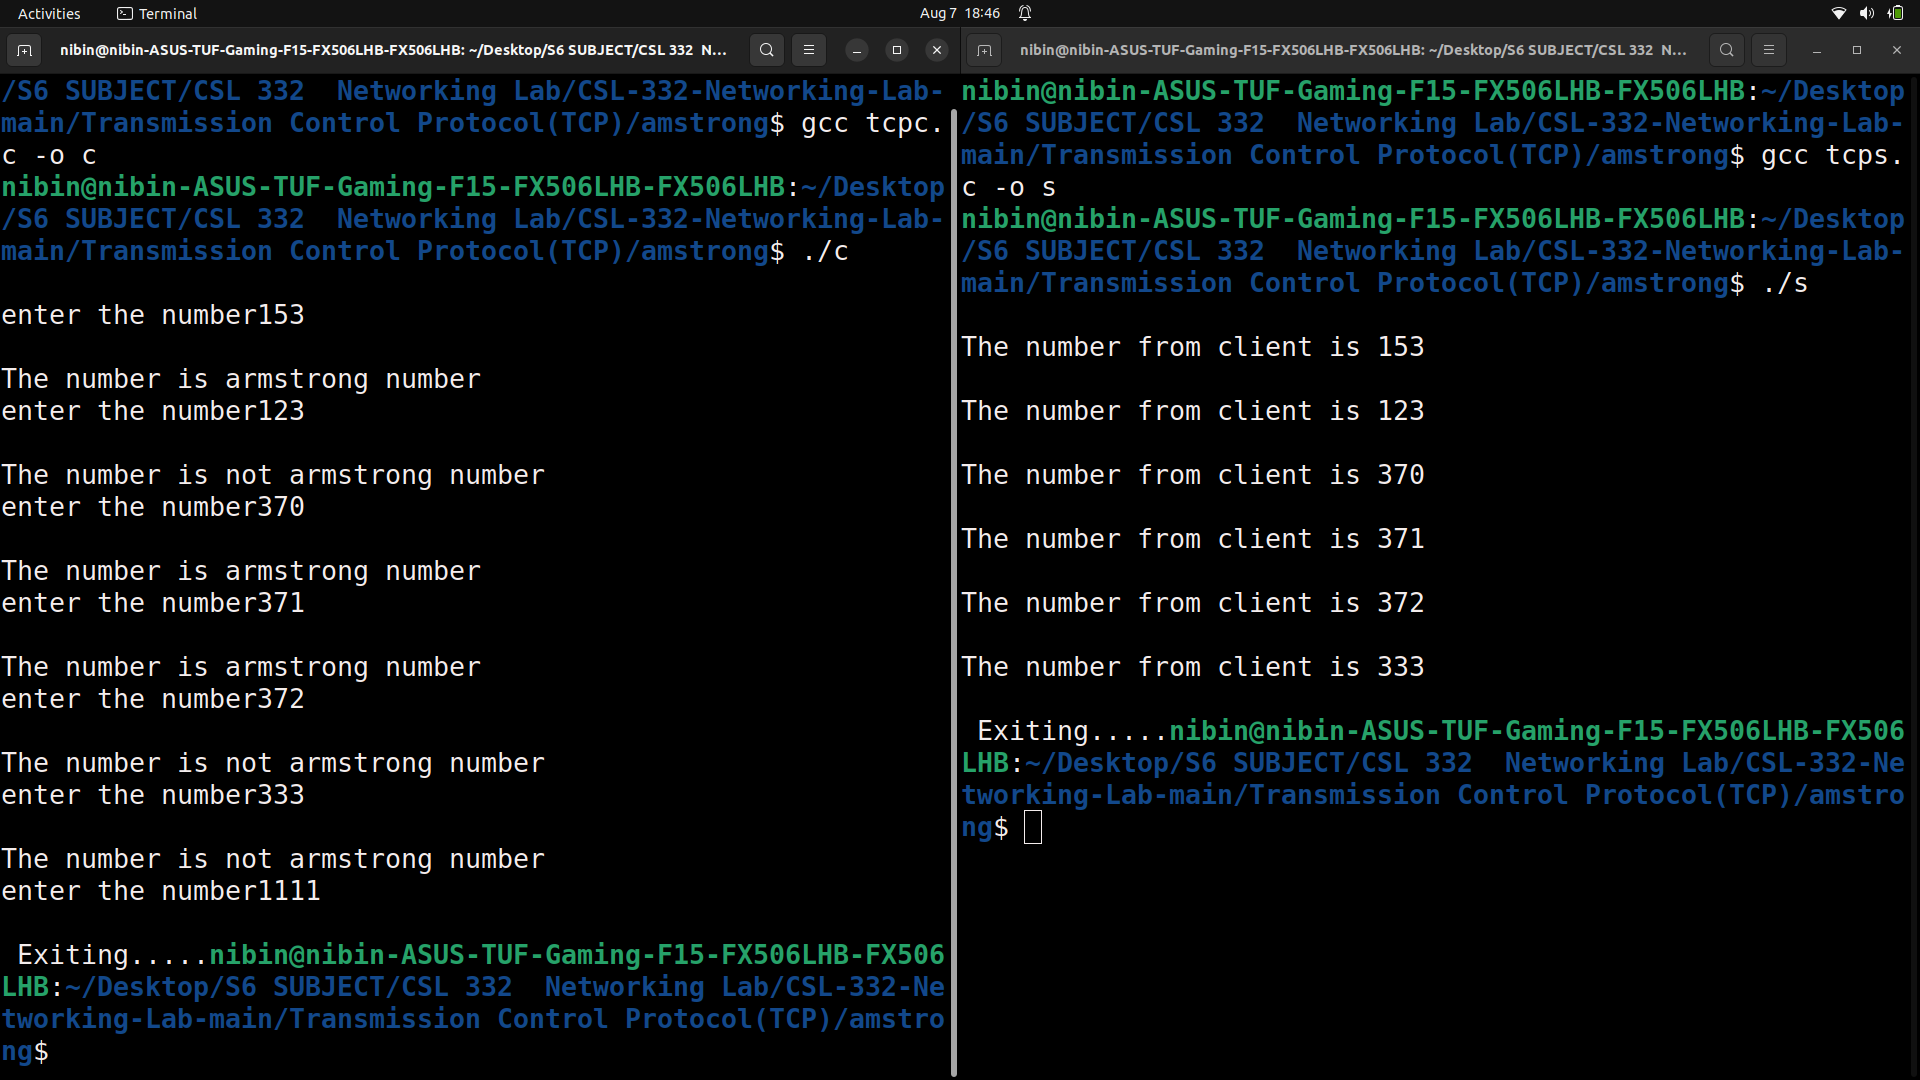 Activities Terminal Aug 7 18:46
nibin@nibin-ASUS-TUF-Gaming-F15-FX506LHB-FX506LHB: ~/Desktop/S6 SUBJECT/CSL 332 N...
/S6 SUBJECT/CSL 332  Networking Lab/CSL-332-Networking-Lab-
main/Transmission Control Protocol(TCP)/amstrong$ gcc tcpc.
c -o c
nibin@nibin-ASUS-TUF-Gaming-F15-FX506LHB-FX506LHB:~/Desktop
/S6 SUBJECT/CSL 332  Networking Lab/CSL-332-Networking-Lab-
main/Transmission Control Protocol(TCP)/amstrong$ ./c
enter the number153
The number is armstrong number
enter the number123
The number is not armstrong number
enter the number370
The number is armstrong number
enter the number371
The number is armstrong number
enter the number372
The number is not armstrong number
enter the number333
The number is not armstrong number
enter the number1111
 Exiting.....nibin@nibin-ASUS-TUF-Gaming-F15-FX506LHB-FX506
LHB:~/Desktop/S6 SUBJECT/CSL 332  Networking Lab/CSL-332-Ne
tworking-Lab-main/Transmission Control Protocol(TCP)/amstro
ng$
nibin@nibin-ASUS-TUF-Gaming-F15-FX506LHB-FX506LHB: ~/Desktop/S6 SUBJECT/CSL 332 N...
nibin@nibin-ASUS-TUF-Gaming-F15-FX506LHB-FX506LHB:~/Desktop
/S6 SUBJECT/CSL 332  Networking Lab/CSL-332-Networking-Lab-
main/Transmission Control Protocol(TCP)/amstrong$ gcc tcps.
c -o s
nibin@nibin-ASUS-TUF-Gaming-F15-FX506LHB-FX506LHB:~/Desktop
/S6 SUBJECT/CSL 332  Networking Lab/CSL-332-Networking-Lab-
main/Transmission Control Protocol(TCP)/amstrong$ ./s
The number from client is 153
The number from client is 123
The number from client is 370
The number from client is 371
The number from client is 372
The number from client is 333
 Exiting.....nibin@nibin-ASUS-TUF-Gaming-F15-FX506LHB-FX506
LHB:~/Desktop/S6 SUBJECT/CSL 332  Networking Lab/CSL-332-Ne
tworking-Lab-main/Transmission Control Protocol(TCP)/amstro
ng$